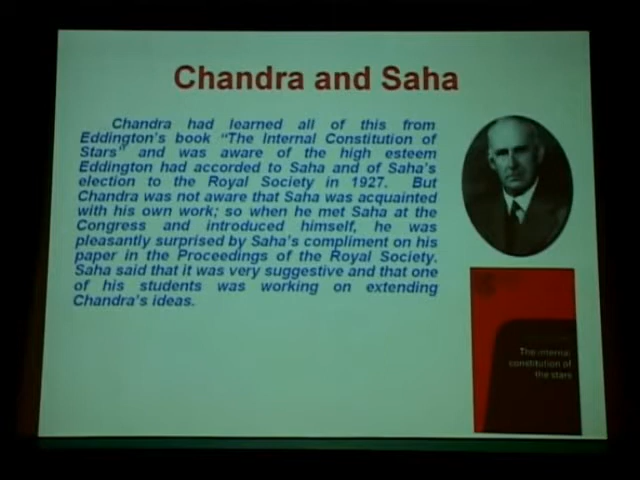 Chandra and Saha
Chandra had learned all of this from
Eddington's book "The Internal Constitution of
Stars" and was aware of the high esteem
Eddington had accorded to Saha and of Saha's
election to the Royal Society in 1927. But
Chandra was not aware that Saha was acquainted
with his own work; so when he met Saha at the
Congress and introduced himself, he was
pleasantly surprised by Saha's compliment on his
paper in the Proceedings of the Royal Society.
Saha said that it was very suggestive and that one
of his students was working on extending
Chandra's ideas.
The internal
constitution of
the stars